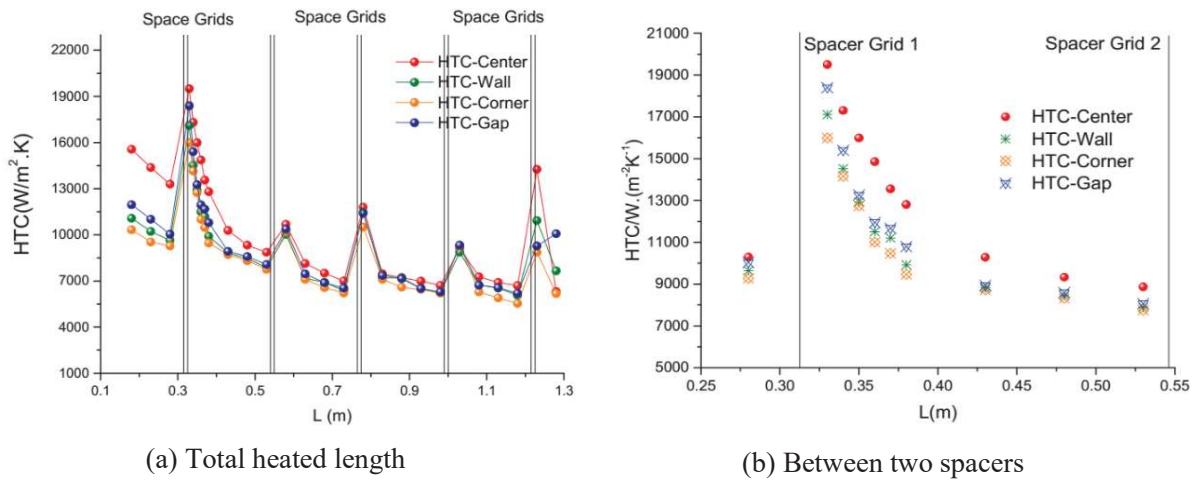 Space Grids Space Grids Space Grids
22000
19000
16000
13000
10000
7000
4000
1000
HTC(W/m².K)
HTC-Center
HTC-Wall
HTC-Corner
HTC-Gap
0.1 0.3 0.5 0.7 0.9 1.1 1.3
L (m)
(a) Total heated length
21000
19000
17000
15000
13000
11000
9000
7000
5000
HTC/W.(m⁻²K⁻¹)
Spacer Grid 1 Spacer Grid 2
HTC-Center
HTC-Wall
HTC-Corner
HTC-Gap
0.25 0.30 0.35 0.40 0.45 0.50 0.55
L(m)
(b) Between two spacers